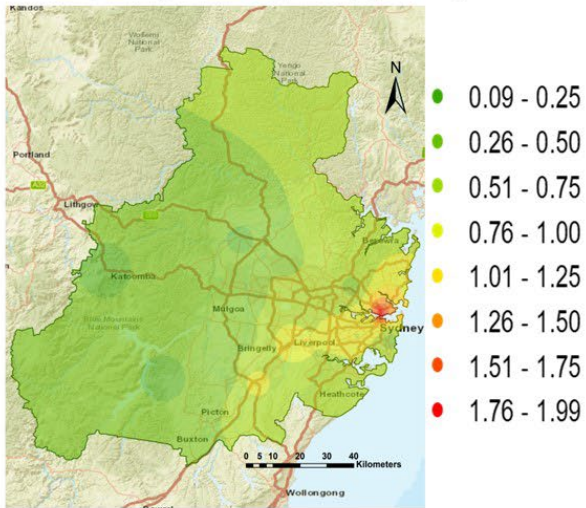 Kandos
Wollemi
National
Park
Yengo
National
Park
N
Portland
Lithgow
Berowra
Katoomba
Mulgoa
Blue Mountains
National Park
Sydney
Liverpool
Bringelly
Heathcote
Picton
Buxton
0 5 10 20 30 40
Kilometers
Wollongong
0.09 - 0.25
0.26 - 0.50
0.51 - 0.75
0.76 - 1.00
1.01 - 1.25
1.26 - 1.50
1.51 - 1.75
1.76 - 1.99